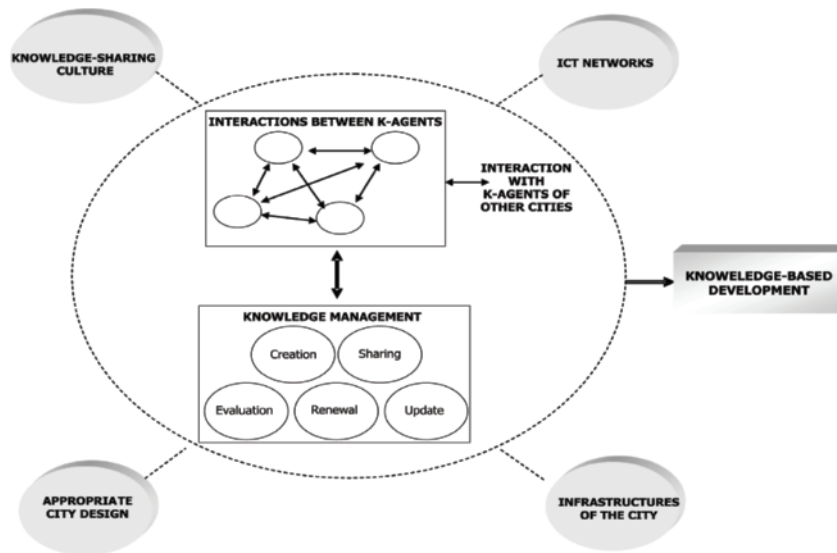 KNOWLEDGE-SHARING
CULTURE
ICT NETWORKS
INTERACTIONS BETWEEN K-AGENTS
INTERACTION
WITH
K-AGENTS OF
OTHER CITIES
KNOWELEDGE-BASED
DEVELOPMENT
KNOWLEDGE MANAGEMENT
Creation
Sharing
Evaluation
Renewal
Update
APPROPRIATE
CITY DESIGN
INFRASTRUCTURES
OF THE CITY